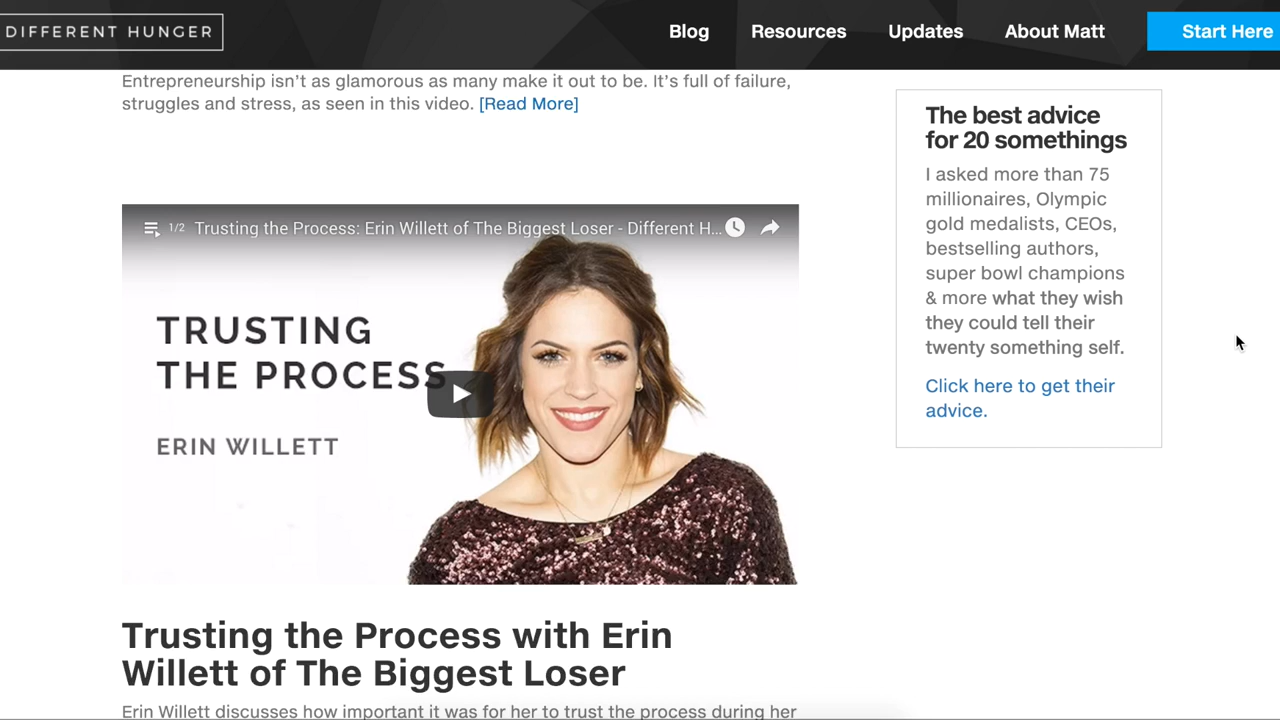 DIFFERENT HUNGER
Blog
Resources
Updates
About Matt
Start Here
Entrepreneurship isn’t as glamorous as many make it out to be. It’s full of failure,
struggles and stress, as seen in this video. [Read More]
1/2 Trusting the Process: Erin Willett of The Biggest Loser - Different H...
TRUSTING
THE PROCESS
ERIN WILLETT
Trusting the Process with Erin
Willett of The Biggest Loser
Erin Willett discusses how important it was for her to trust the process during her
The best advice
for 20 somethings
I asked more than 75
millionaires, Olympic
gold medalists, CEOs,
bestselling authors,
super bowl champions
& more what they wish
they could tell their
twenty something self.
Click here to get their
advice.